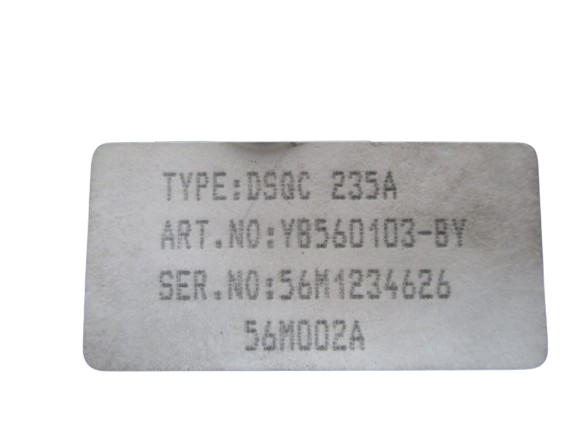 TYPE:DSQC 235A
ART.NO:YB560103-BY
SER.NO:56M1234626
56M002A